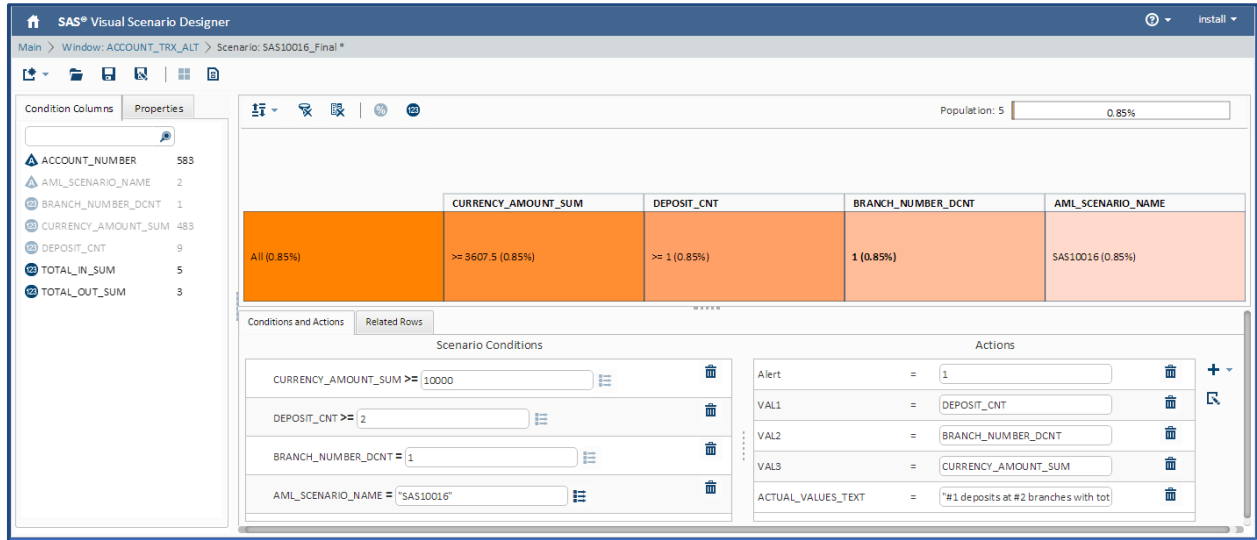 SAS® Visual Scenario Designer
install
Main > Window: ACCOUNT_TRX_ALT > Scenario: SAS10016_Final *
Condition Columns Properties
ACCOUNT_NUMBER 583
AML_SCENARIO_NAME 2
BRANCH_NUMBER_DCNT 1
CURRENCY_AMOUNT_SUM 483
DEPOSIT_CNT 9
TOTAL_IN_SUM 5
TOTAL_OUT_SUM 3
Population: 5 0.85%
CURRENCY_AMOUNT_SUM DEPOSIT_CNT BRANCH_NUMBER_DCNT AML_SCENARIO_NAME
All (0.85%) >= 3607.5 (0.85%) >= 1 (0.85%) 1 (0.85%) SAS10016 (0.85%)
Conditions and Actions Related Rows
Scenario Conditions
CURRENCY_AMOUNT_SUM >= 10000
DEPOSIT_CNT >= 2
BRANCH_NUMBER_DCNT = 1
AML_SCENARIO_NAME = "SAS10016"
Actions
Alert = 1
VAL1 = DEPOSIT_CNT
VAL2 = BRANCH_NUMBER_DCNT
VAL3 = CURRENCY_AMOUNT_SUM
ACTUAL_VALUES_TEXT = "#1 deposits at #2 branches with tot